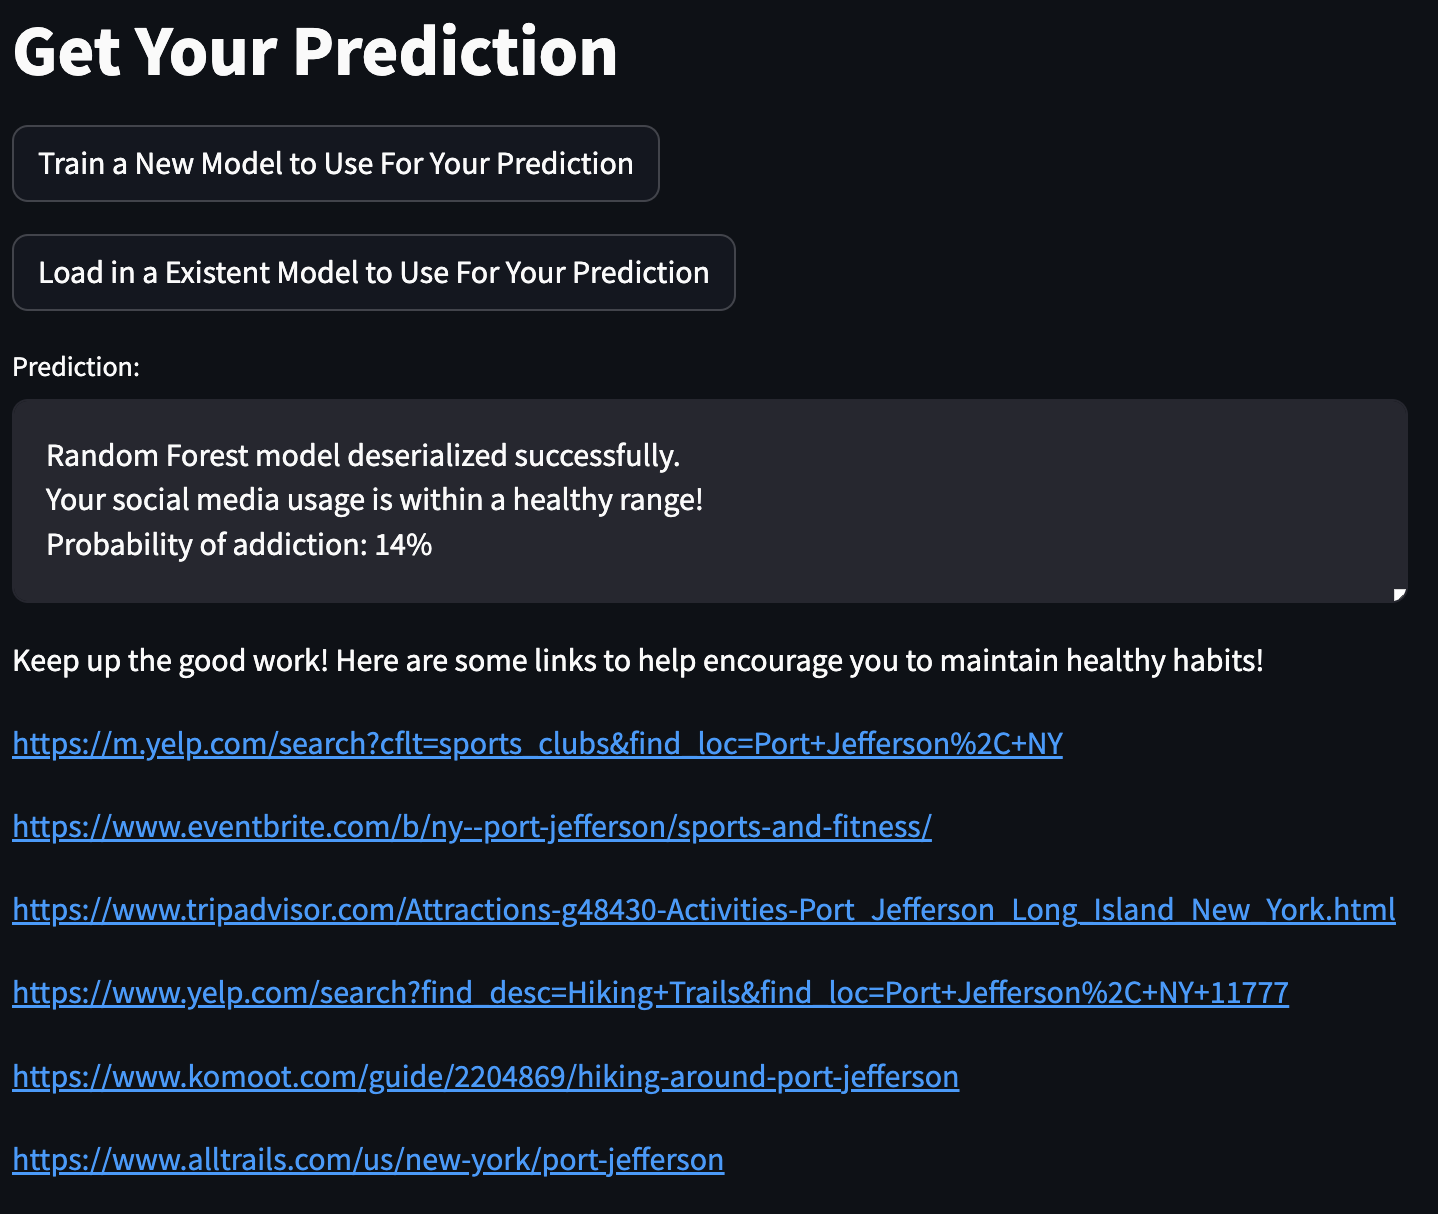 Get Your Prediction
Train a New Model to Use For Your Prediction
Load in a Existent Model to Use For Your Prediction
Prediction:
Random Forest model deserialized successfully.
Your social media usage is within a healthy range!
Probability of addiction: 14%
Keep up the good work! Here are some links to help encourage you to maintain healthy habits!
https://m.yelp.com/search?cflt=sports_clubs&find_loc=Port+Jefferson%2C+NY
https://www.eventbrite.com/b/ny--port-jefferson/sports-and-fitness/
https://www.tripadvisor.com/Attractions-g48430-Activities-Port_Jefferson_Long_Island_New_York.html
https://www.yelp.com/search?find_desc=Hiking+Trails&find_loc=Port+Jefferson%2C+NY+11777
https://www.komoot.com/guide/2204869/hiking-around-port-jefferson
https://www.alltrails.com/us/new-york/port-jefferson